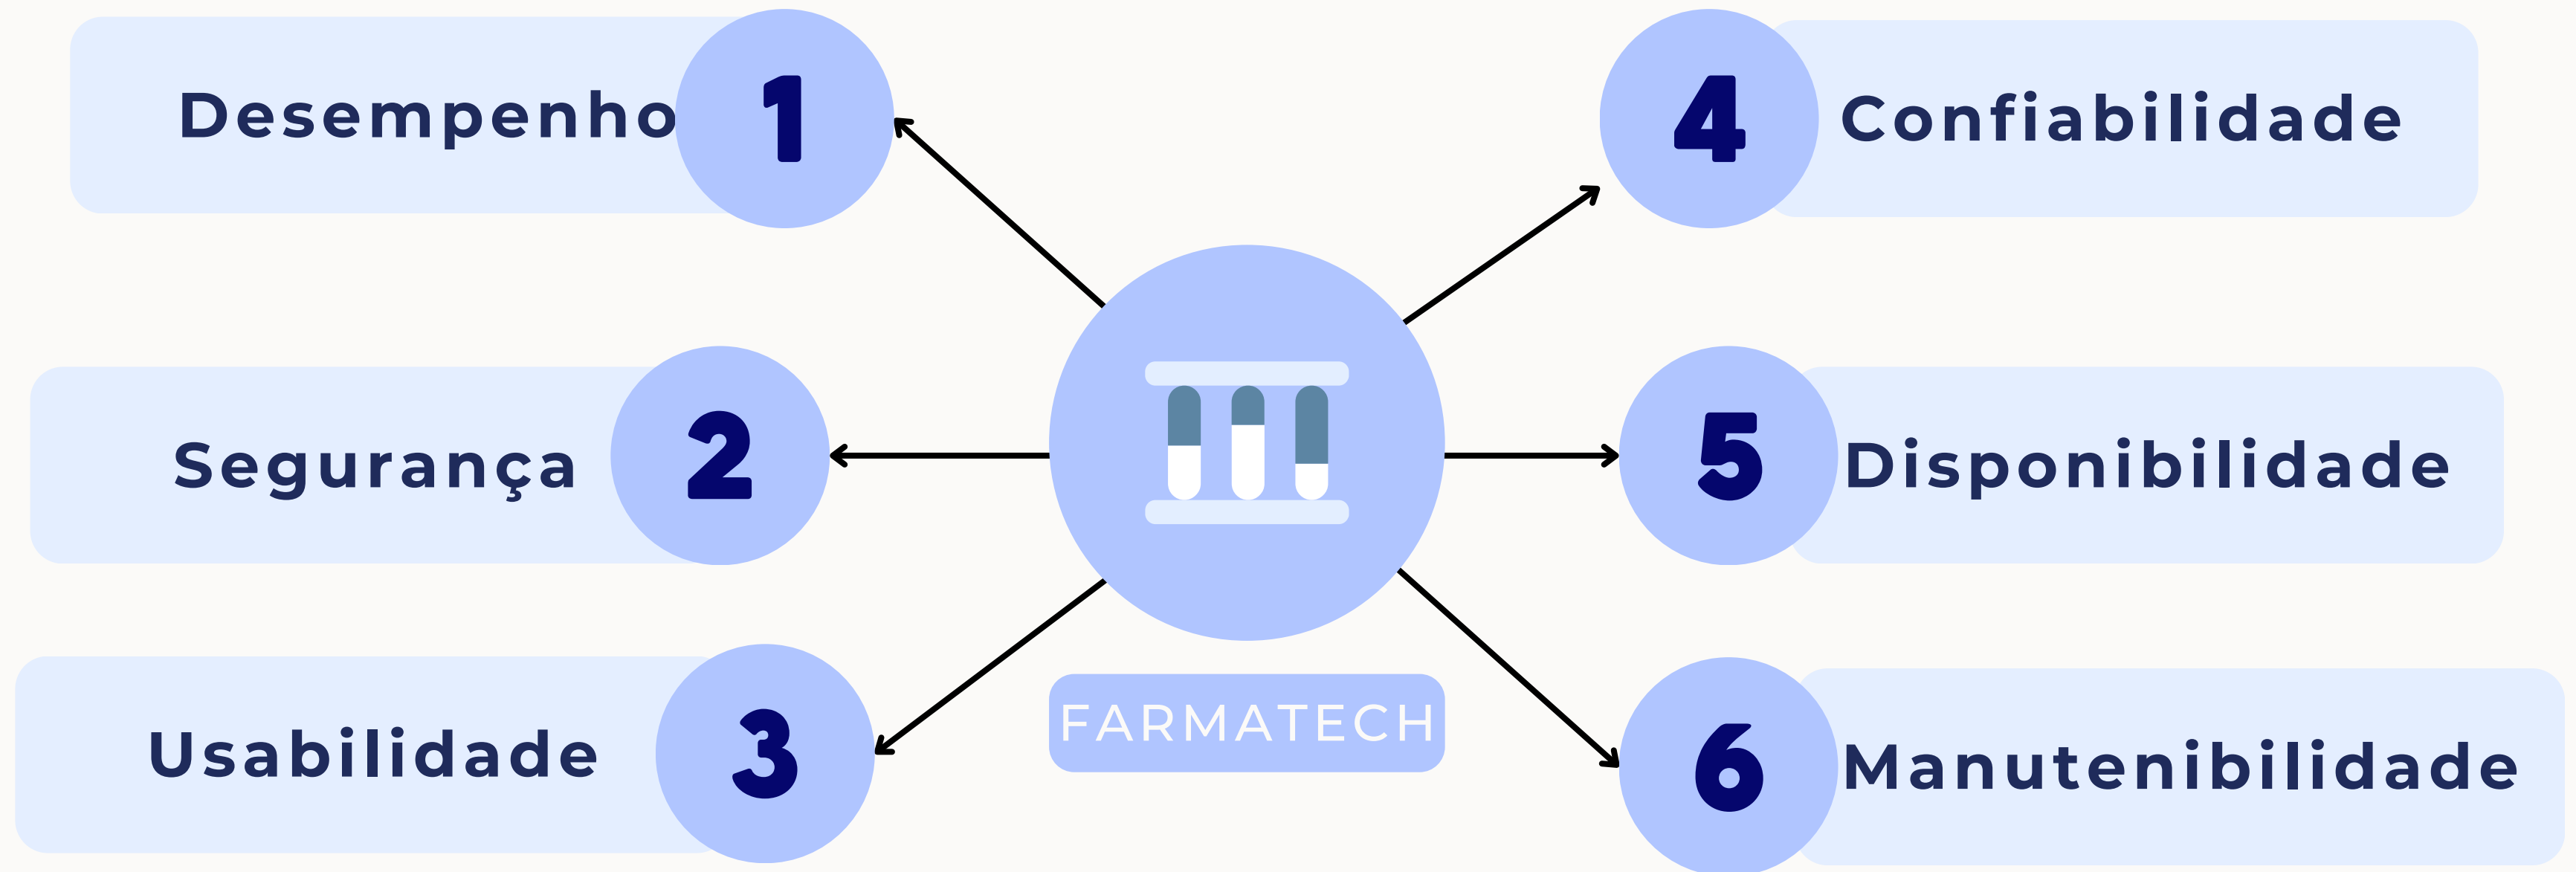 Desempenho
1
Segurança
2
Usabilidade
3
4
Confiabilidade
5
Disponibilidade
6
Manutenibilidade
FARMATECH